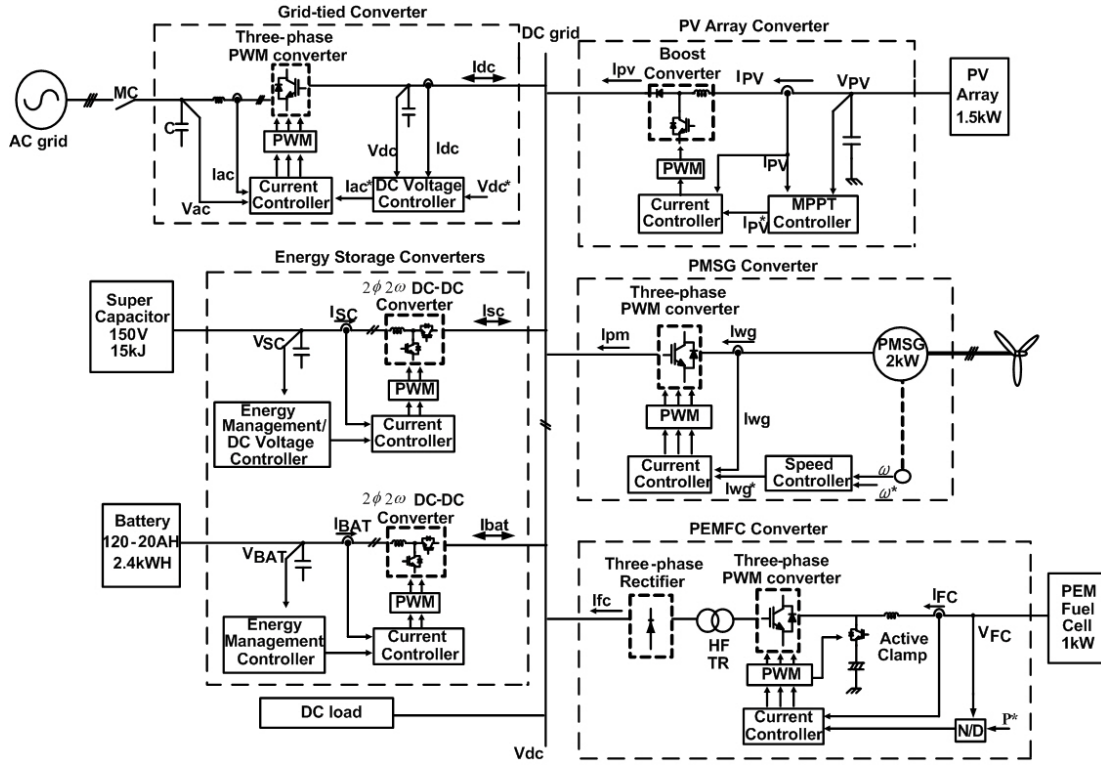 Grid-tied Converter
DC grid
PV Array Converter
Three-phase
PWM converter
Idc
MC
AC grid
C
PWM
Vdc
Idc
Iac
Vac
Current
Controller
Iac*
DC Voltage
Controller
Vdc*
Boost
Converter
Ipv
IPV
VPV
PV
Array
1.5kW
PWM
IPV
Current
Controller
IPV*
MPPT
Controller
Energy Storage Converters
Super
Capacitor
150V
15kJ
2ϕ 2ω DC-DC
Converter
ISC
Isc
VSC
PWM
Energy
Management/
DC Voltage
Controller
Current
Controller
PMSG Converter
Three-phase
PWM converter
Ipm
Iwg
PMSG
2kW
PWM
Iwg
Current
Controller
Iwg*
Speed
Controller
ω
ω*
Battery
120-20AH
2.4kWH
2ϕ 2ω DC-DC
Converter
IBAT
Ibat
VBAT
PWM
Energy
Management
Controller
Current
Controller
DC load
Vdc
PEMFC Converter
Three-phase
Rectifier
Three-phase
PWM converter
Ifc
IFC
HF
TR
Active
Clamp
VFC
PEM
Fuel
Cell
1kW
PWM
Current
Controller
N/D
P*